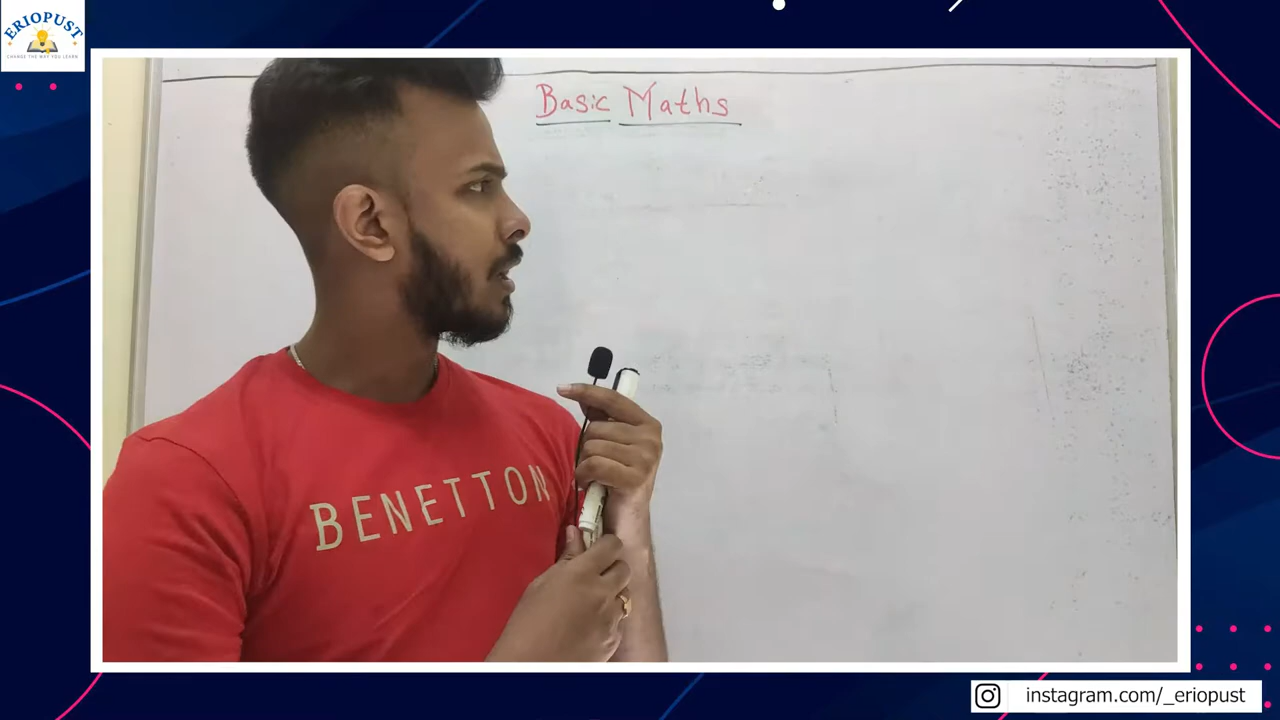 ERIOPUST
CHANGE THE WAY YOU LEARN
Basic Maths
BENETTON
instagram.com/_eriopust